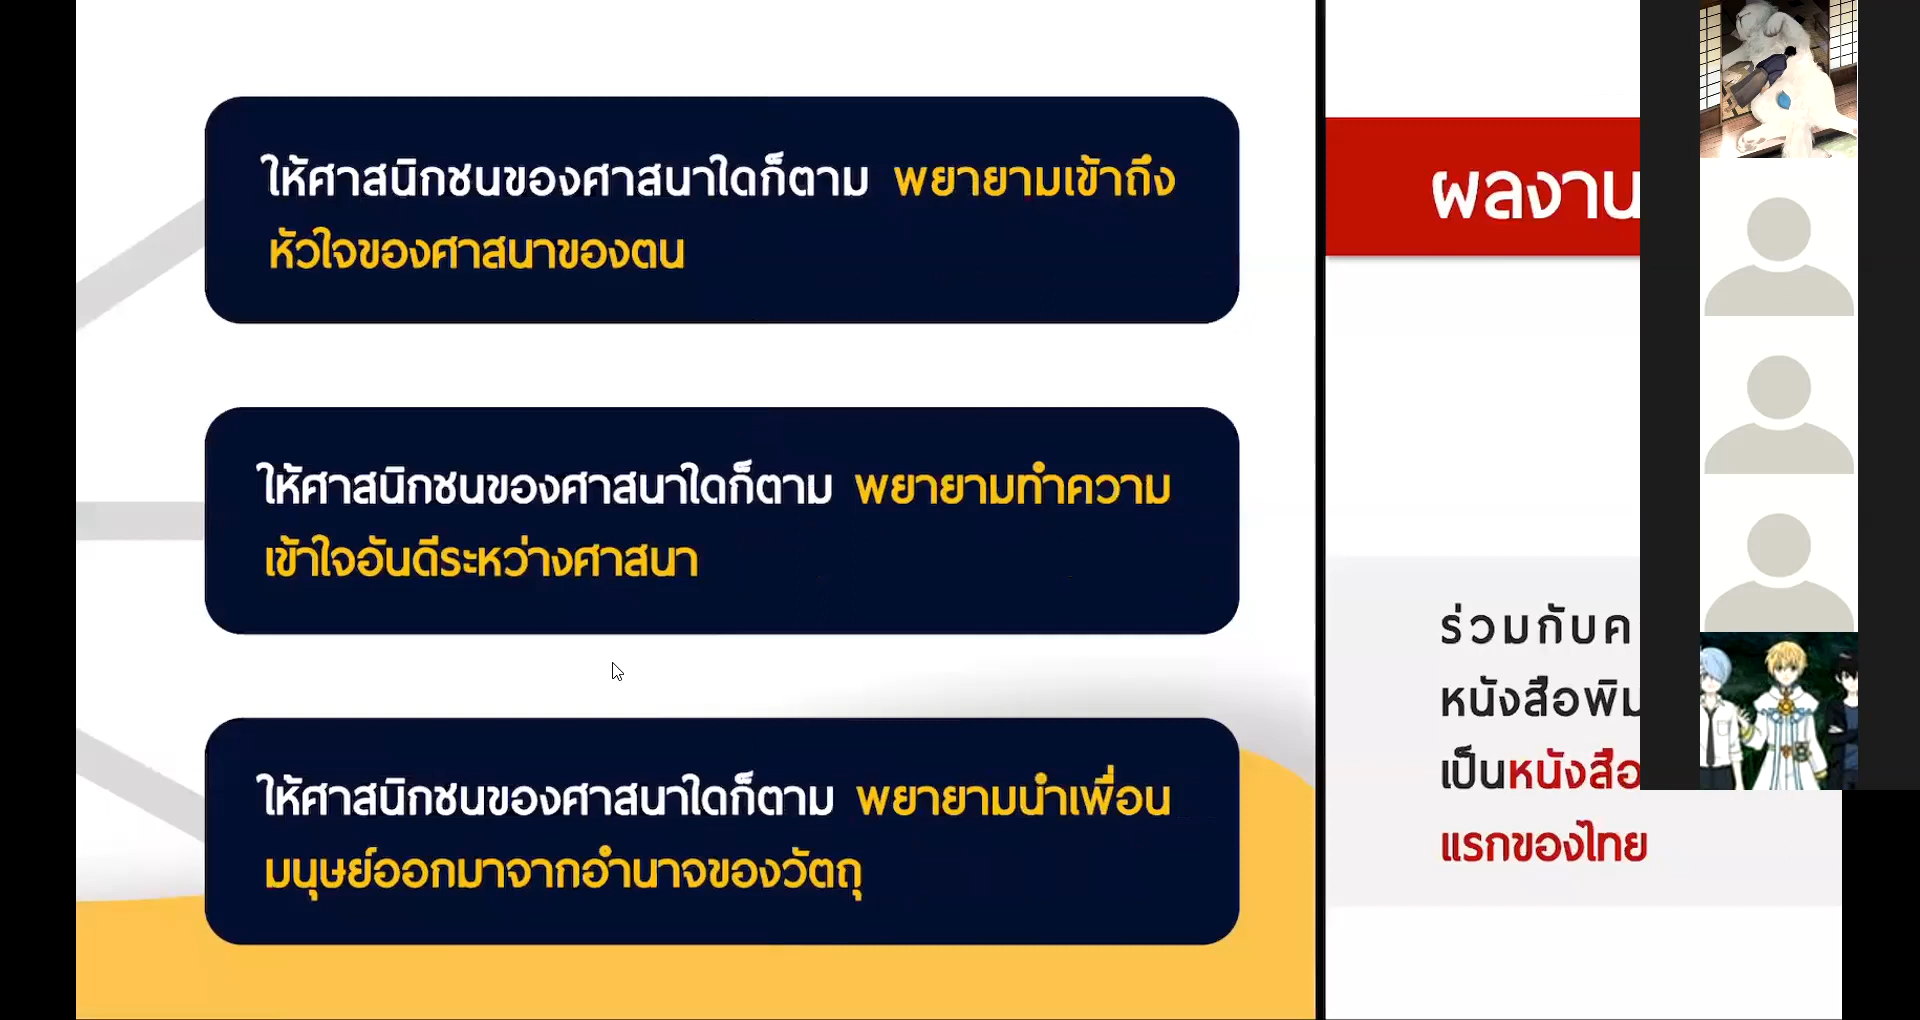 ให้ศาสนิกชนของศาสนาใดก็ตาม พยายามเข้าถึง
หัวใจของศาสนาของตน
ให้ศาสนิกชนของศาสนาใดก็ตาม พยายามทำความ
เข้าใจอันดีระหว่างศาสนา
ให้ศาสนิกชนของศาสนาใดก็ตาม พยายามนำเพื่อน
มนุษย์ออกมาจากอำนาจของวัตถุ
ผลงาน
ร่วมกับค
หนังสือพิม
เป็นหนังสือ
แรกของไทย